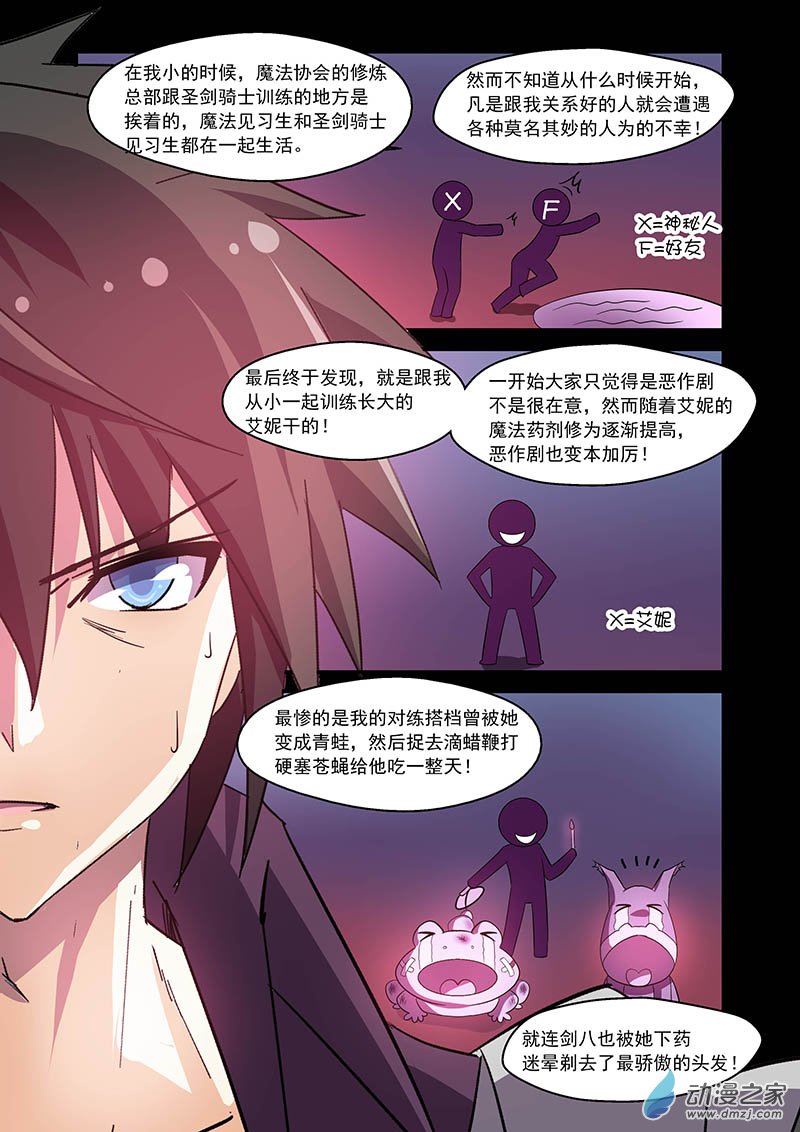 在我小的时候，魔法协会的修炼
总部跟圣剑骑士训练的地方是
挨着的，魔法见习生和圣剑骑士
见习生都在一起生活。
然而不知道从什么时候开始，
凡是跟我关系好的人就会遭遇
各种莫名其妙的人为的不幸！
X
F
X=神秘人
F=好友
最后终于发现，就是跟我
从小一起训练长大的
艾妮干的！
一开始大家只觉得是恶作剧
不是很在意，然而随着艾妮的
魔法药剂修为逐渐提高，
恶作剧也变本加厉！
X=艾妮
最惨的是我的对练搭档曾被她
变成青蛙，然后捉去滴蜡鞭打
硬塞苍蝇给他吃一整天！
就连剑八也被她下药
迷晕剃去了最骄傲的头发！
动漫之家
www.dmzj.com